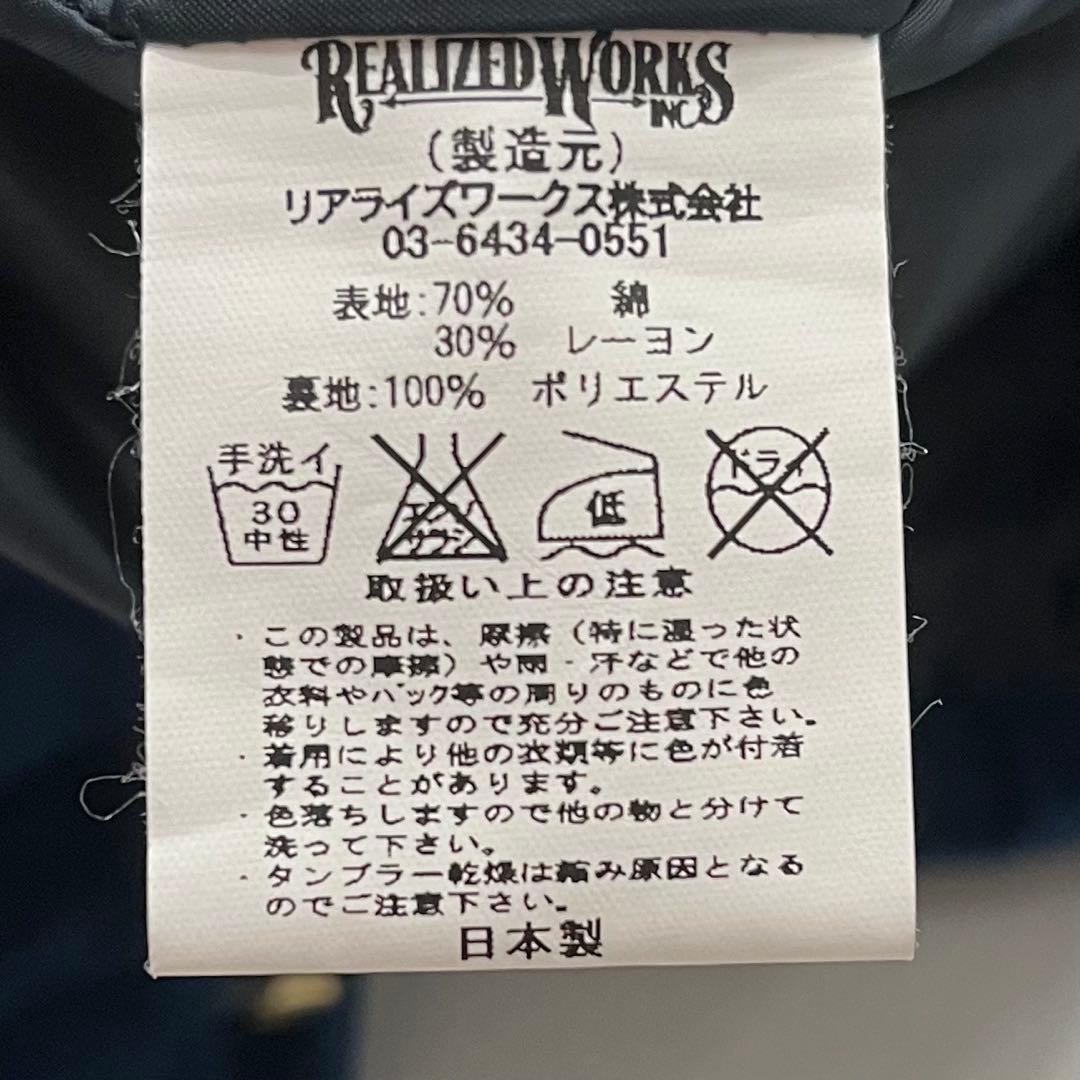 REALIZED WORKS
INC.
(製造元)
リアライズワークス株式会社
03-6434-0551
表地:70% 綿
30% レーヨン
裏地:100% ポリエステル
手洗イ
30
中性
エンソ
サラシ
低
ドライ
取扱い上の注意
・この製品は、摩擦(特に湿った状
態での摩擦)や雨・汗などで他の
衣料やバック等の周りのものに色
移りしますので充分ご注意下さい。
・着用により他の衣類等に色が付着
することがあります。
・色落ちしますので他の物と分けて
洗って下さい。
・タンブラー乾燥は縮み原因となる
のでご注意下さい。
日本製